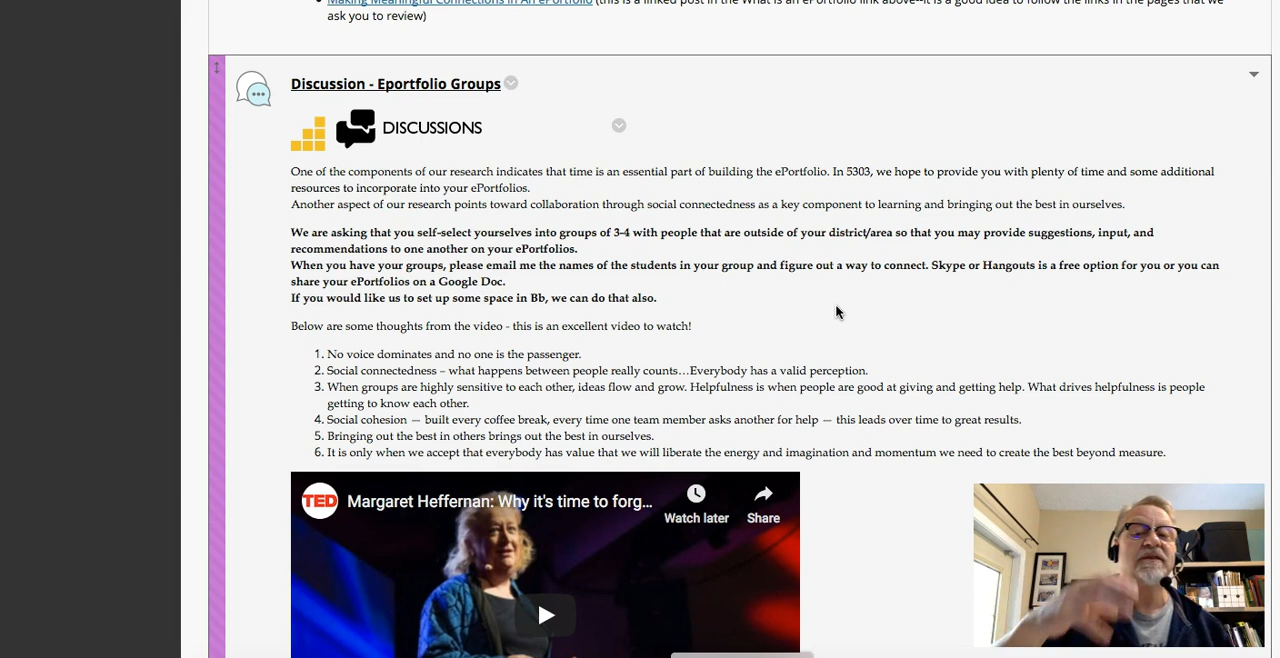 Making Meaningful Connections in An ePortfolio (this is a linked post in the What is an ePortfolio link above--it is a good idea to follow the links in the pages that we
ask you to review)
Discussion - Eportfolio Groups
DISCUSSIONS
One of the components of our research indicates that time is an essential part of building the ePortfolio. In 5303, we hope to provide you with plenty of time and some additional
resources to incorporate into your ePortfolios.
Another aspect of our research points toward collaboration through social connectedness as a key component to learning and bringing out the best in ourselves.
We are asking that you self-select yourselves into groups of 3-4 with people that are outside of your district/area so that you may provide suggestions, input, and
recommendations to one another on your ePortfolios.
When you have your groups, please email me the names of the students in your group and figure out a way to connect. Skype or Hangouts is a free option for you or you can
share your ePortfolios on a Google Doc.
If you would like us to set up some space in Bb, we can do that also.
Below are some thoughts from the video - this is an excellent video to watch!
1. No voice dominates and no one is the passenger.
2. Social connectedness – what happens between people really counts…Everybody has a valid perception.
3. When groups are highly sensitive to each other, ideas flow and grow. Helpfulness is when people are good at giving and getting help. What drives helpfulness is people
getting to know each other.
4. Social cohesion — built every coffee break, every time one team member asks another for help — this leads over time to great results.
5. Bringing out the best in others brings out the best in ourselves.
6. It is only when we accept that everybody has value that we will liberate the energy and imagination and momentum we need to create the best beyond measure.
TED
Margaret Heffernan: Why it's time to forg...
Watch later
Share